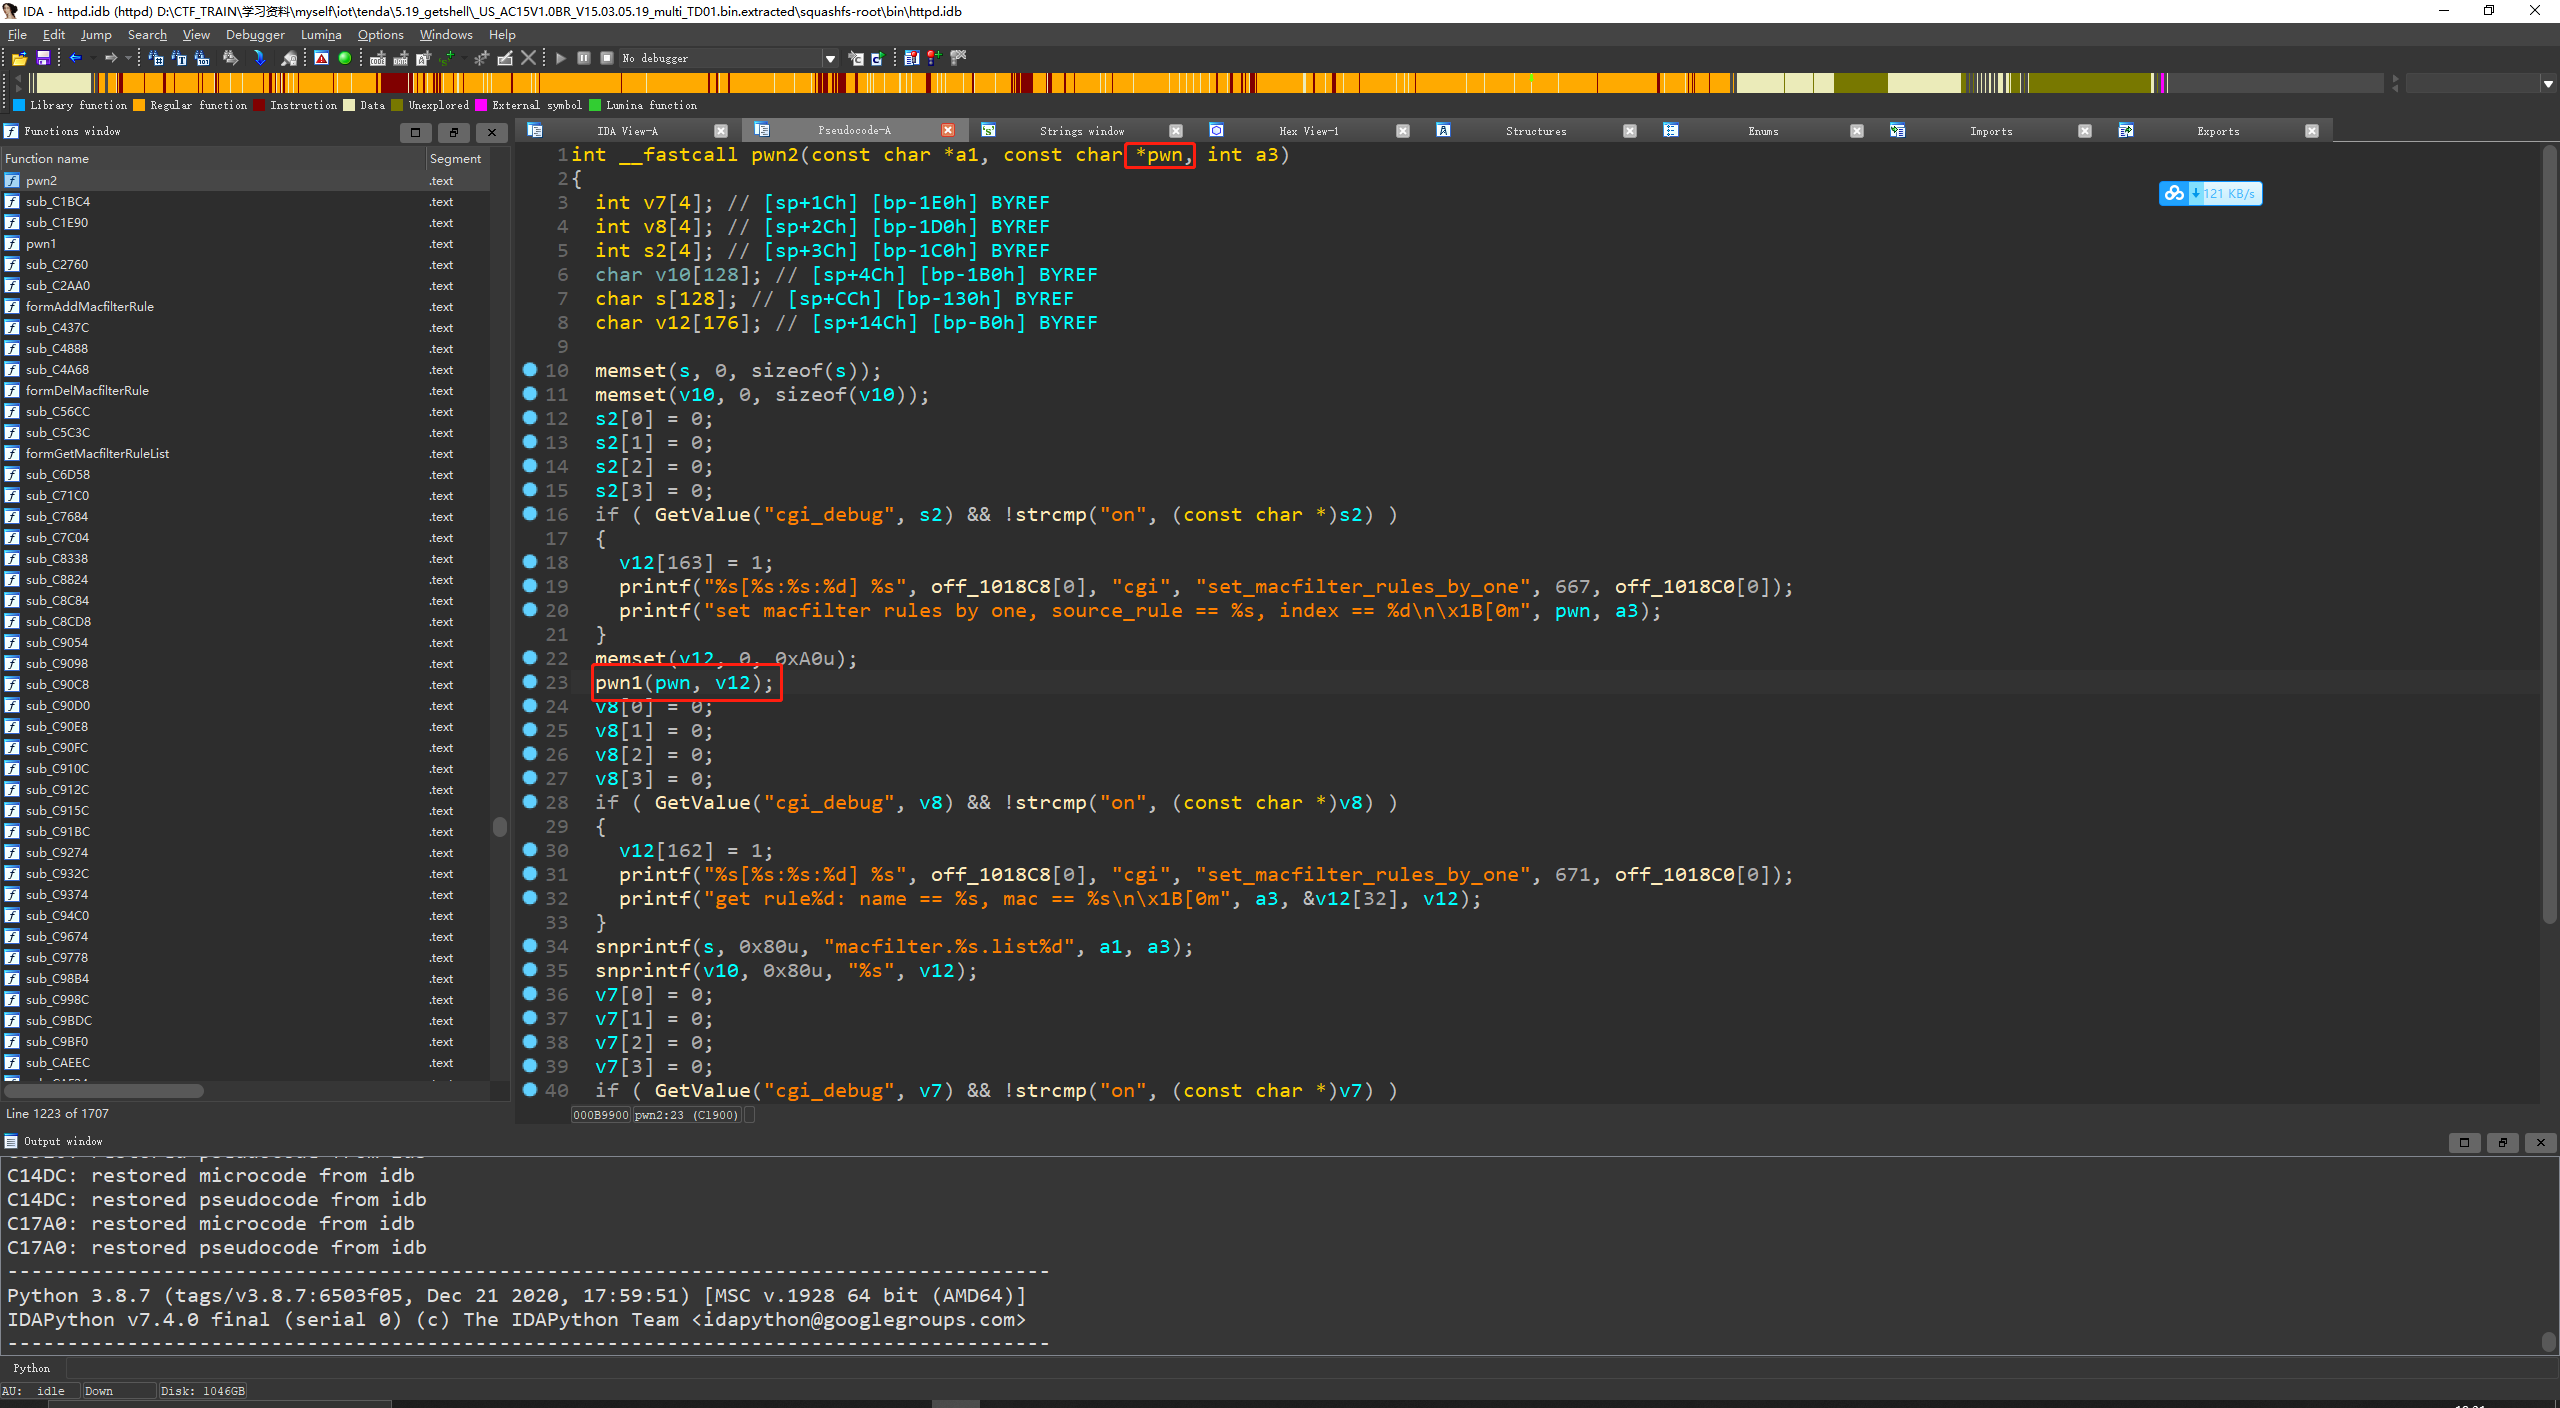 IDA - httpd.idb (httpd) D:\CTF_TRAIN\学习资料\myself\iot\tenda\5.19_getshell\_US_AC15V1.0BR_V15.03.05.19_multi_TD01.bin.extracted\squashfs-root\bin\httpd.idb
File Edit Jump Search View Debugger Lumina Options Windows Help
No debugger
Library function Regular function Instruction Data Unexplored External symbol Lumina function
Functions window
Function name Segment
pwn2 .text
sub_C1BC4 .text
sub_C1E90 .text
pwn1 .text
sub_C2760 .text
sub_C2AA0 .text
formAddMacfilterRule .text
sub_C437C .text
sub_C4888 .text
sub_C4A68 .text
formDelMacfilterRule .text
sub_C56CC .text
sub_C5C3C .text
formGetMacfilterRuleList .text
sub_C6D58 .text
sub_C71C0 .text
sub_C7684 .text
sub_C7C04 .text
sub_C8338 .text
sub_C8824 .text
sub_C8C84 .text
sub_C8CD8 .text
sub_C9054 .text
sub_C9098 .text
sub_C90C8 .text
sub_C90D0 .text
sub_C90E8 .text
sub_C90FC .text
sub_C910C .text
sub_C912C .text
sub_C915C .text
sub_C91BC .text
sub_C9274 .text
sub_C932C .text
sub_C9374 .text
sub_C94C0 .text
sub_C9674 .text
sub_C9778 .text
sub_C98B4 .text
sub_C998C .text
sub_C9BDC .text
sub_C9BF0 .text
sub_CAEEC .text
Line 1223 of 1707
IDA View-A Pseudocode-A Strings window Hex View-1 Structures Enums Imports Exports
121 KB/s
1 int __fastcall pwn2(const char *a1, const char *pwn, int a3)
2 {
3 int v7[4]; // [sp+1Ch] [bp-1E0h] BYREF
4 int v8[4]; // [sp+2Ch] [bp-1D0h] BYREF
5 int s2[4]; // [sp+3Ch] [bp-1C0h] BYREF
6 char v10[128]; // [sp+4Ch] [bp-1B0h] BYREF
7 char s[128]; // [sp+CCh] [bp-130h] BYREF
8 char v12[176]; // [sp+14Ch] [bp-B0h] BYREF
9
10 memset(s, 0, sizeof(s));
11 memset(v10, 0, sizeof(v10));
12 s2[0] = 0;
13 s2[1] = 0;
14 s2[2] = 0;
15 s2[3] = 0;
16 if ( GetValue("cgi_debug", s2) && !strcmp("on", (const char *)s2) )
17 {
18 v12[163] = 1;
19 printf("%s[%s:%s:%d] %s", off_1018C8[0], "cgi", "set_macfilter_rules_by_one", 667, off_1018C0[0]);
20 printf("set macfilter rules by one, source_rule == %s, index == %d\n\x1B[0m", pwn, a3);
21 }
22 memset(v12, 0, 0xA0u);
23 pwn1(pwn, v12);
24 v8[0] = 0;
25 v8[1] = 0;
26 v8[2] = 0;
27 v8[3] = 0;
28 if ( GetValue("cgi_debug", v8) && !strcmp("on", (const char *)v8) )
29 {
30 v12[162] = 1;
31 printf("%s[%s:%s:%d] %s", off_1018C8[0], "cgi", "set_macfilter_rules_by_one", 671, off_1018C0[0]);
32 printf("get rule%d: name == %s, mac == %s\n\x1B[0m", a3, &v12[32], v12);
33 }
34 snprintf(s, 0x80u, "macfilter.%s.list%d", a1, a3);
35 snprintf(v10, 0x80u, "%s", v12);
36 v7[0] = 0;
37 v7[1] = 0;
38 v7[2] = 0;
39 v7[3] = 0;
40 if ( GetValue("cgi_debug", v7) && !strcmp("on", (const char *)v7) )
000B9900 pwn2:23 (C1900)
Output window
C14DC: restored microcode from idb
C14DC: restored pseudocode from idb
C17A0: restored microcode from idb
C17A0: restored pseudocode from idb
---------------------------------------------------------------------------------------
Python 3.8.7 (tags/v3.8.7:6503f05, Dec 21 2020, 17:59:51) [MSC v.1928 64 bit (AMD64)]
IDAPython v7.4.0 final (serial 0) (c) The IDAPython Team <idapython@googlegroups.com>
---------------------------------------------------------------------------------------
Python
AU: idle Down Disk: 1046GB